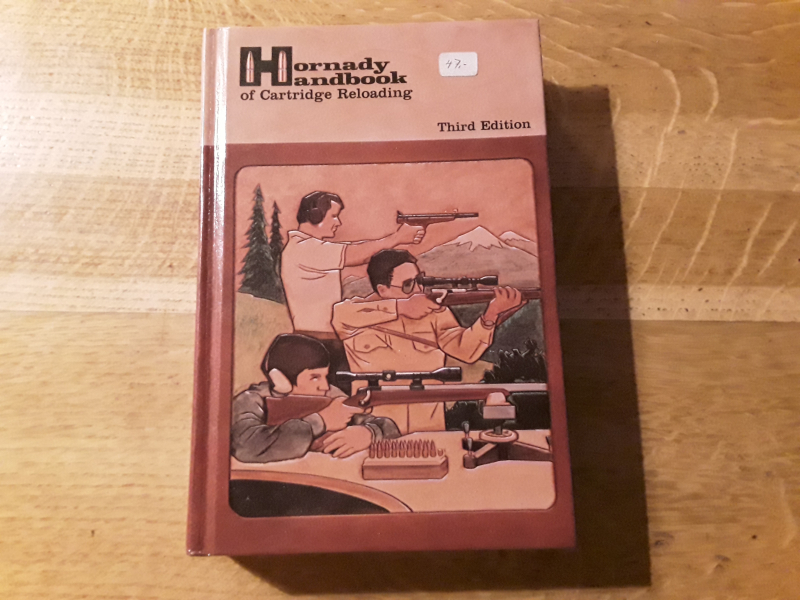 Hornady
Handbook
of Cartridge Reloading
47.-
Third Edition